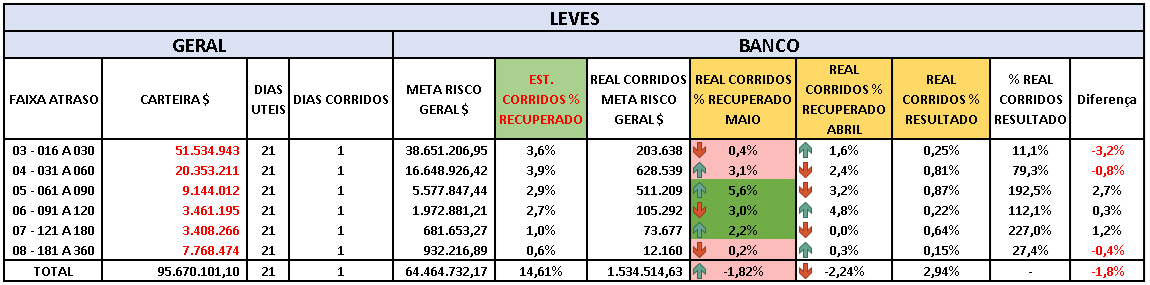 LEVES
GERAL BANCO
FAIXA ATRASO CARTEIRA $ DIAS UTEIS DIAS CORRIDOS META RISCO GERAL $ EST. CORRIDOS % RECUPERADO REAL CORRIDOS META RISCO GERAL $ REAL CORRIDOS % RECUPERADO MAIO REAL CORRIDOS % RECUPERADO ABRIL REAL CORRIDOS % RESULTADO % REAL CORRIDOS RESULTADO Diferença
03 - 016 A 030 51.534.943 21 1 38.651.206,95 3,6% 203.638 0,4% 1,6% 0,25% 11,1% -3,2%
04 - 031 A 060 20.353.211 21 1 16.648.926,42 3,9% 628.539 3,1% 2,4% 0,81% 79,3% -0,8%
05 - 061 A 090 9.144.012 21 1 5.577.847,44 2,9% 511.209 5,6% 3,2% 0,87% 192,5% 2,7%
06 - 091 A 120 3.461.195 21 1 1.972.881,21 2,7% 105.292 3,0% 4,8% 0,22% 112,1% 0,3%
07 - 121 A 180 3.408.266 21 1 681.653,27 1,0% 73.677 2,2% 0,0% 0,64% 227,0% 1,2%
08 - 181 A 360 7.768.474 21 1 932.216,89 0,6% 12.160 0,2% 0,3% 0,15% 27,4% -0,4%
TOTAL 95.670.101,10 21 1 64.464.732,17 14,61% 1.534.514,63 -1,82% -2,24% 2,94% - -1,8%